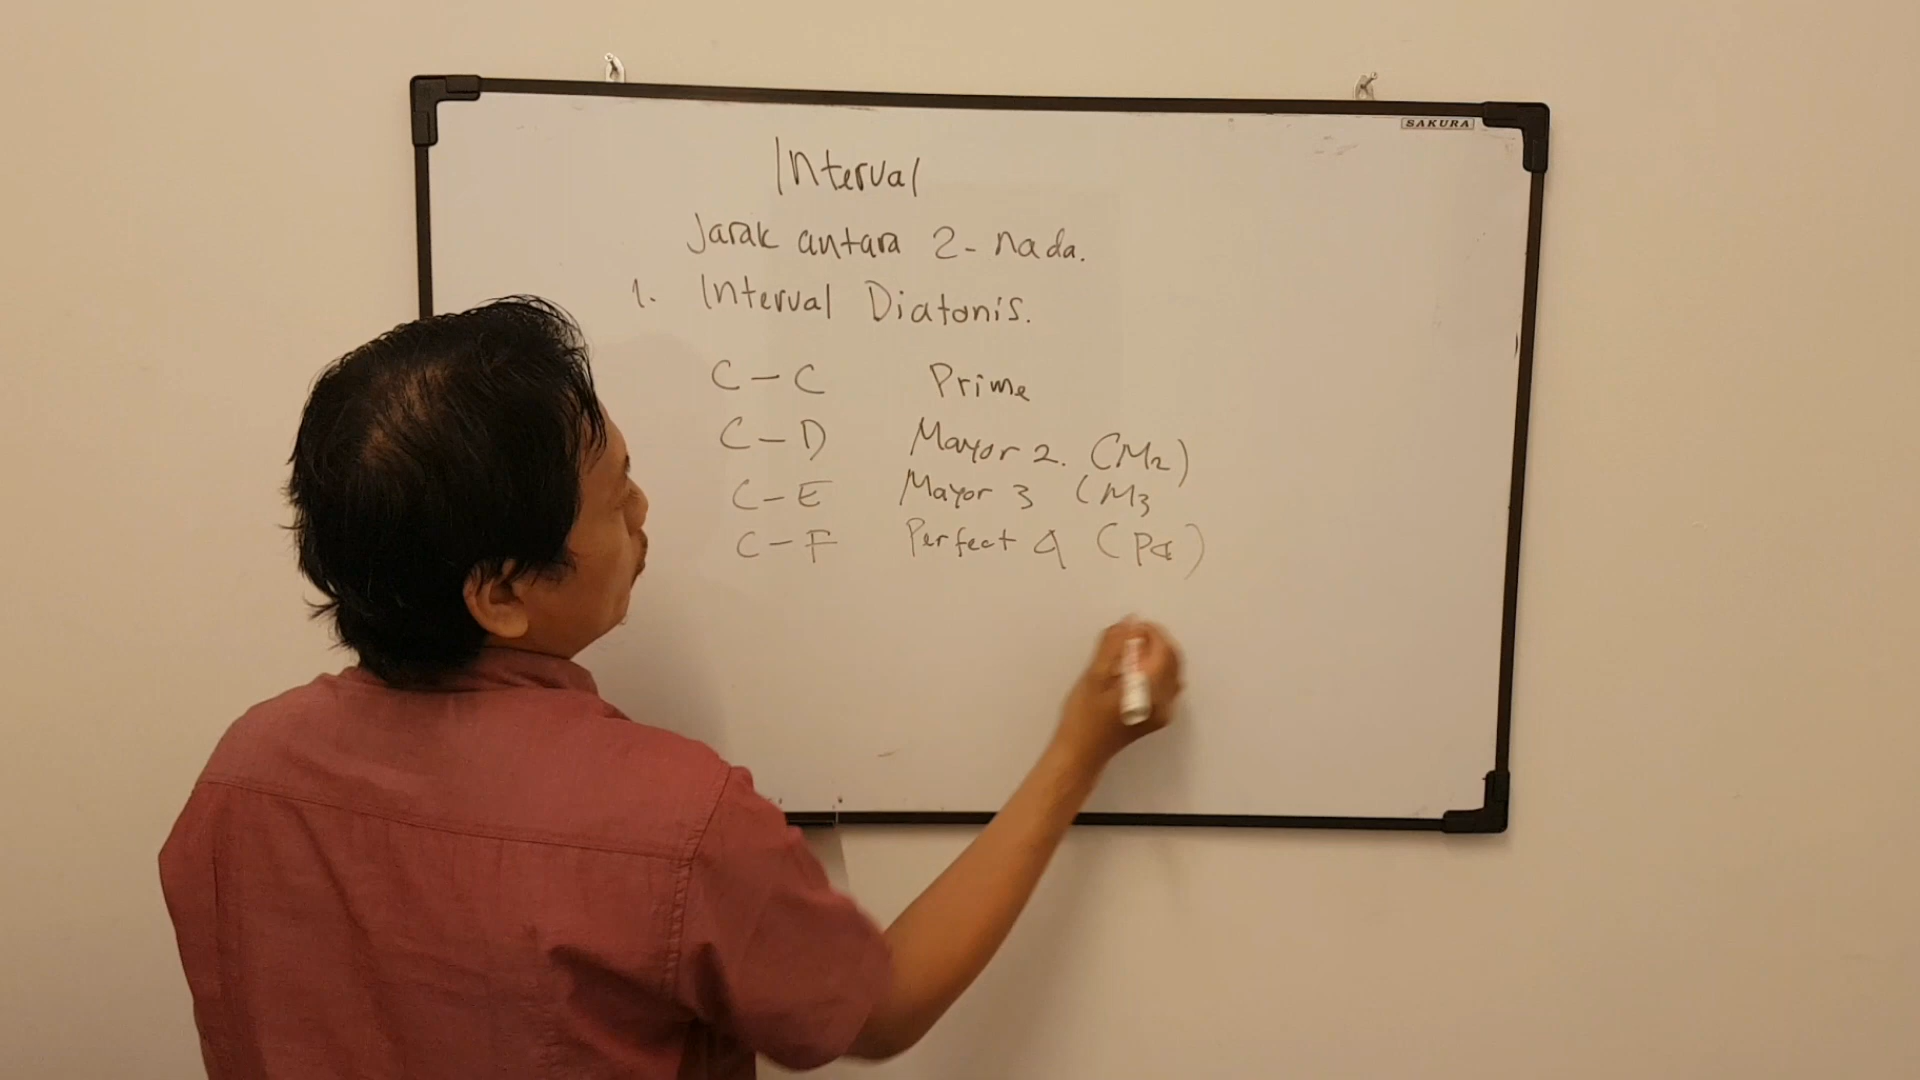 SAKURA
Interval
Jarak antara 2 - nada.
1. Interval Diatonis.
C - C Prime
C - D Mayor 2. (M2)
C - E Mayor 3 (M3
C - F Perfect 4 (P4)